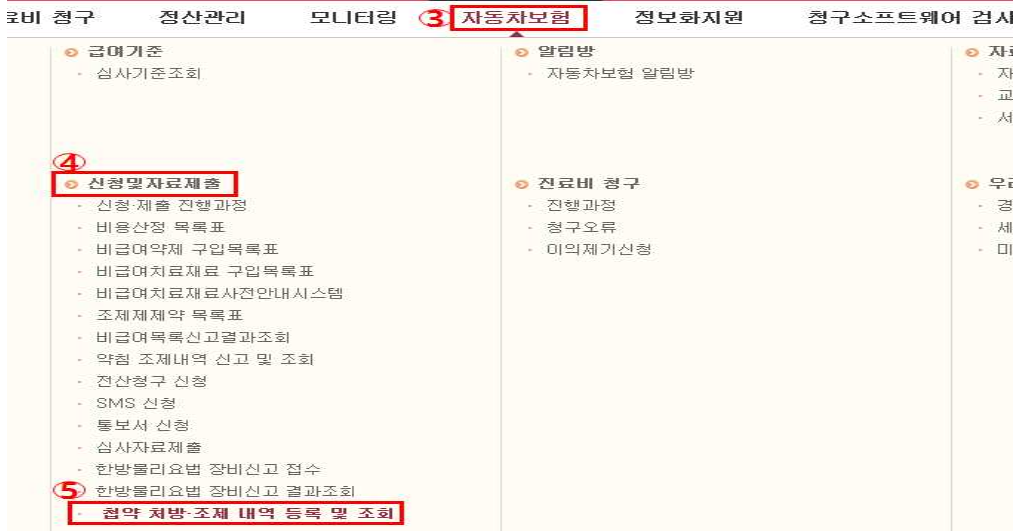 료비 청구 정산관리 모니터링 ③ 자동차보험 정보화지원 청구소프트웨어 검사
급여기준
· 심사기준조회
알림방
· 자동차보험 알림방
④
신청및자료제출
· 신청·제출 진행과정
· 비용산정 목록표
· 비급여약제 구입목록표
· 비급여치료재료 구입목록표
· 비급여치료재료사전안내시스템
· 조제제제약 목록표
· 비급여목록신고결과조회
· 약침 조제내역 신고 및 조회
· 전산청구 신청
· SMS 신청
· 통보서 신청
· 심사자료제출
· 한방물리요법 장비신고 접수
⑤ 한방물리요법 장비신고 결과조회
· 첩약 처방·조제 내역 등록 및 조회
진료비 청구
· 진행과정
· 청구오류
· 이의제기신청
자료
· 자
· 교
· 서
우리
· 경
· 세
· 미